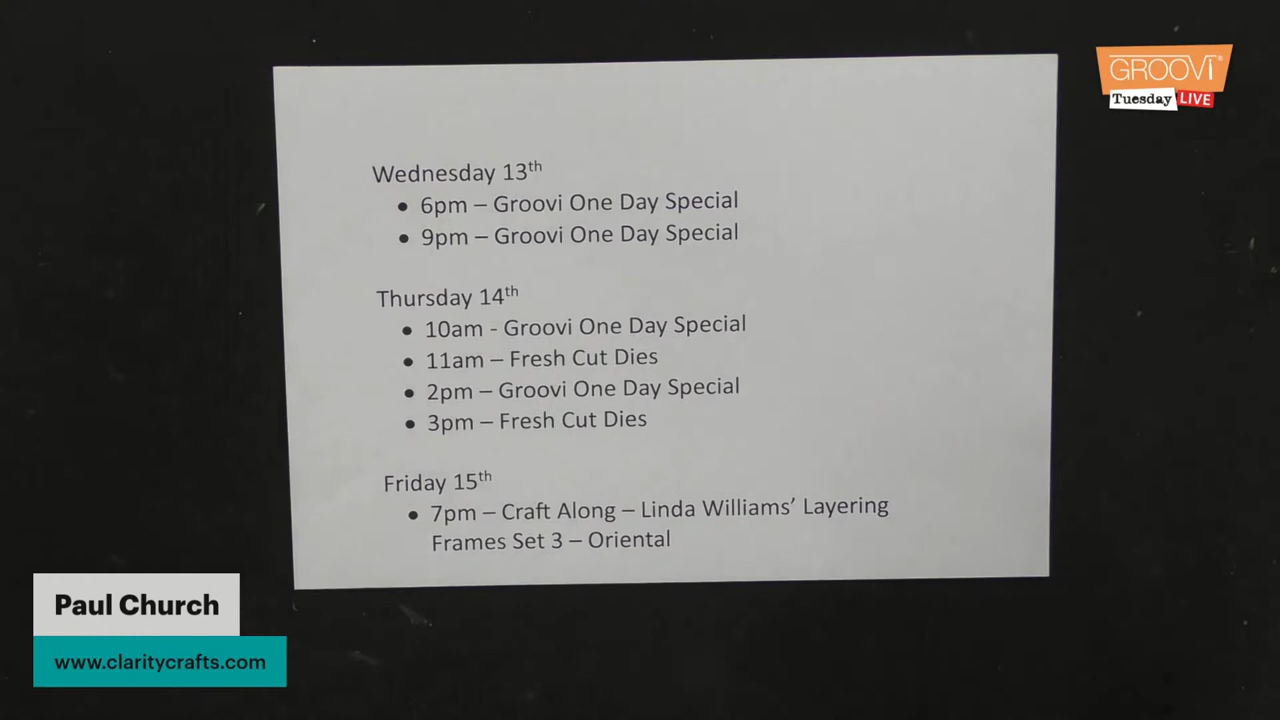 GROOVI®
Tuesday LIVE
Wednesday 13th
• 6pm – Groovi One Day Special
• 9pm – Groovi One Day Special
Thursday 14th
• 10am - Groovi One Day Special
• 11am – Fresh Cut Dies
• 2pm – Groovi One Day Special
• 3pm – Fresh Cut Dies
Friday 15th
• 7pm – Craft Along – Linda Williams’ Layering
Frames Set 3 – Oriental
Paul Church
www.claritycrafts.com